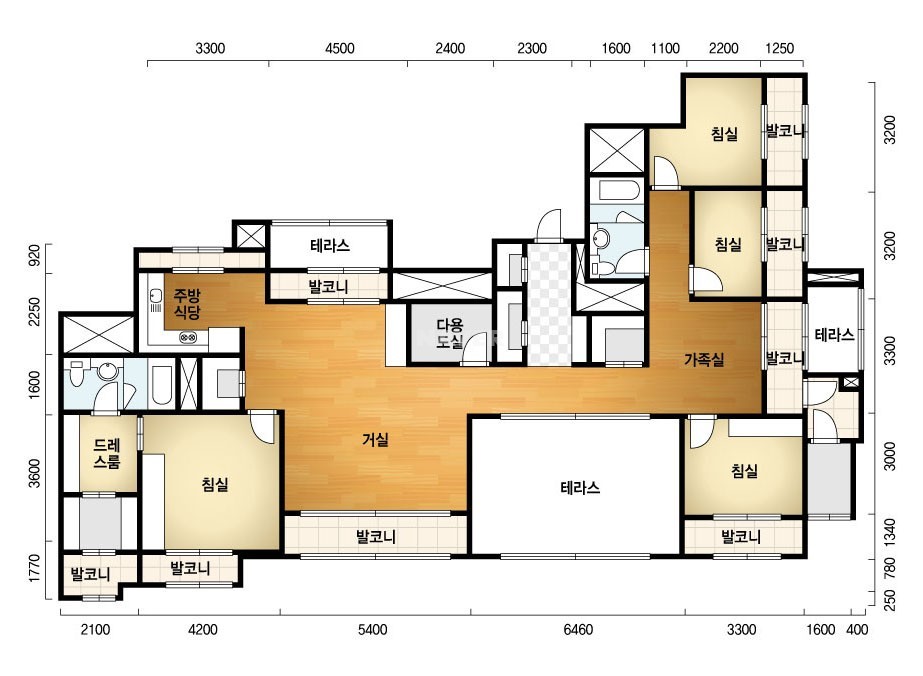 3300 4500 2400 2300 1600 1100 2200 1250
침실 발코니
3200
테라스
침실 발코니
3200
920
발코니
주방
식당
2250
다용
도실
테라스
가족실 발코니
3300
1600
드레
스룸
거실
침실
3000
3600
침실
테라스
발코니
발코니
1340
발코니
발코니
1770
780
250
2100 4200 5400 6460 3300 1600 400